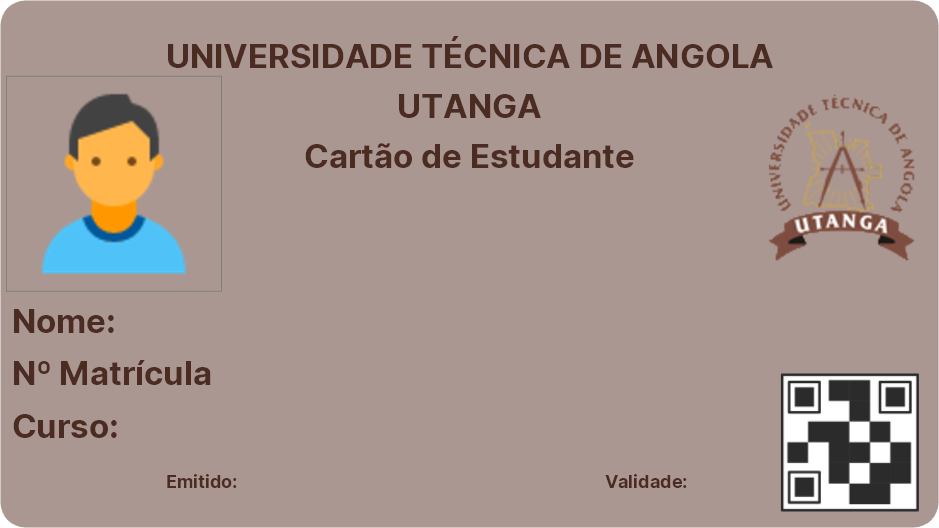 UNIVERSIDADE TÉCNICA DE ANGOLA
UTANGA
Cartão de Estudante
UNIVERSIDADE TÉCNICA DE ANGOLA
UTANGA
Nome:
Nº Matrícula
Curso:
Emitido:
Validade: